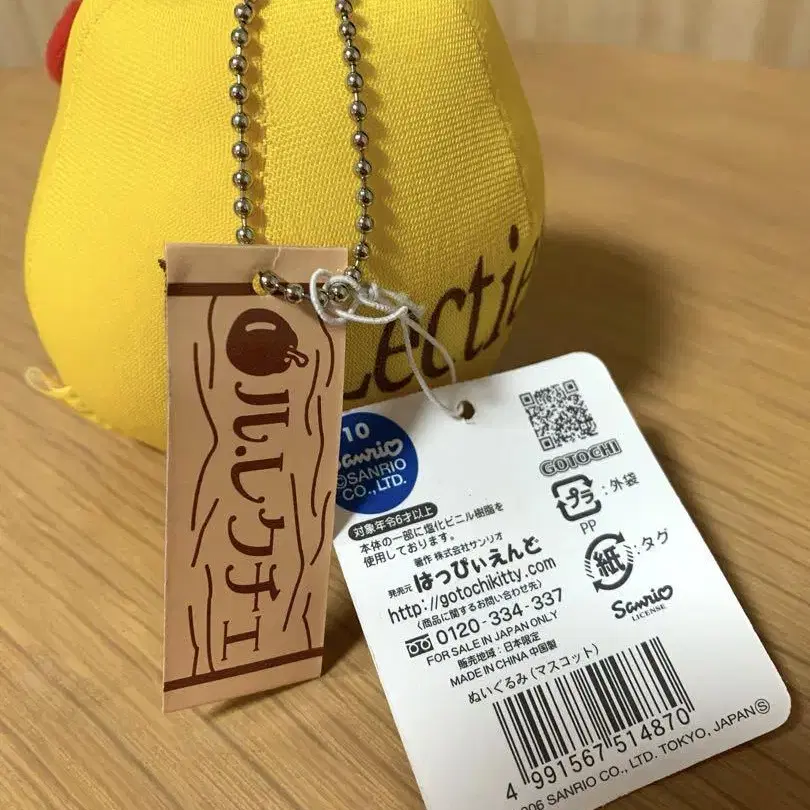 ル レクチエ
Lectie
10
Sanrio
©SANRIO
CO.,LTD.
GOTOCHI
対象年令6才以上
本体の一部に塩化ビニル樹脂を
使用しております。
プラ
:外袋
PP
著作 株式会社サンリオ
発売元 はっぴぃえんど
http://gotochikitty.com
(商品に関するお問い合わせ先)
0120-334-337
FOR SALE IN JAPAN ONLY
販売地域:日本限定
MADE IN CHINA 中国製
紙
:タグ
Sanrio
LICENSE
ぬいぐるみ(マスコット)
4 991567 514870
06 SANRIO CO., LTD. TOKYO, JAPAN Ⓢ